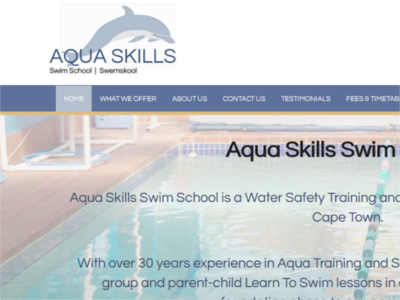 AQUA SKILLS
Swim School | Swemskool
HOME WHAT WE OFFER ABOUT US CONTACT US TESTIMONIALS FEES & TIMETAB
Aqua Skills Swim
Aqua Skills Swim School is a Water Safety Training and
Cape Town.
With over 30 years experience in Aqua Training and S
group and parent-child Learn To Swim lessons in